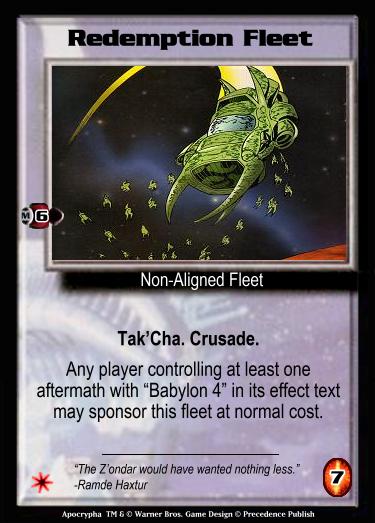 Redemption Fleet
M 6
Non-Aligned Fleet
Tak'Cha. Crusade.
Any player controlling at least one
aftermath with "Babylon 4" in its effect text
may sponsor this fleet at normal cost.
"The Z'ondar would have wanted nothing less."
-Ramde Haxtur
7
Apocrypha TM & © Warner Bros. Game Design © Precedence Publish